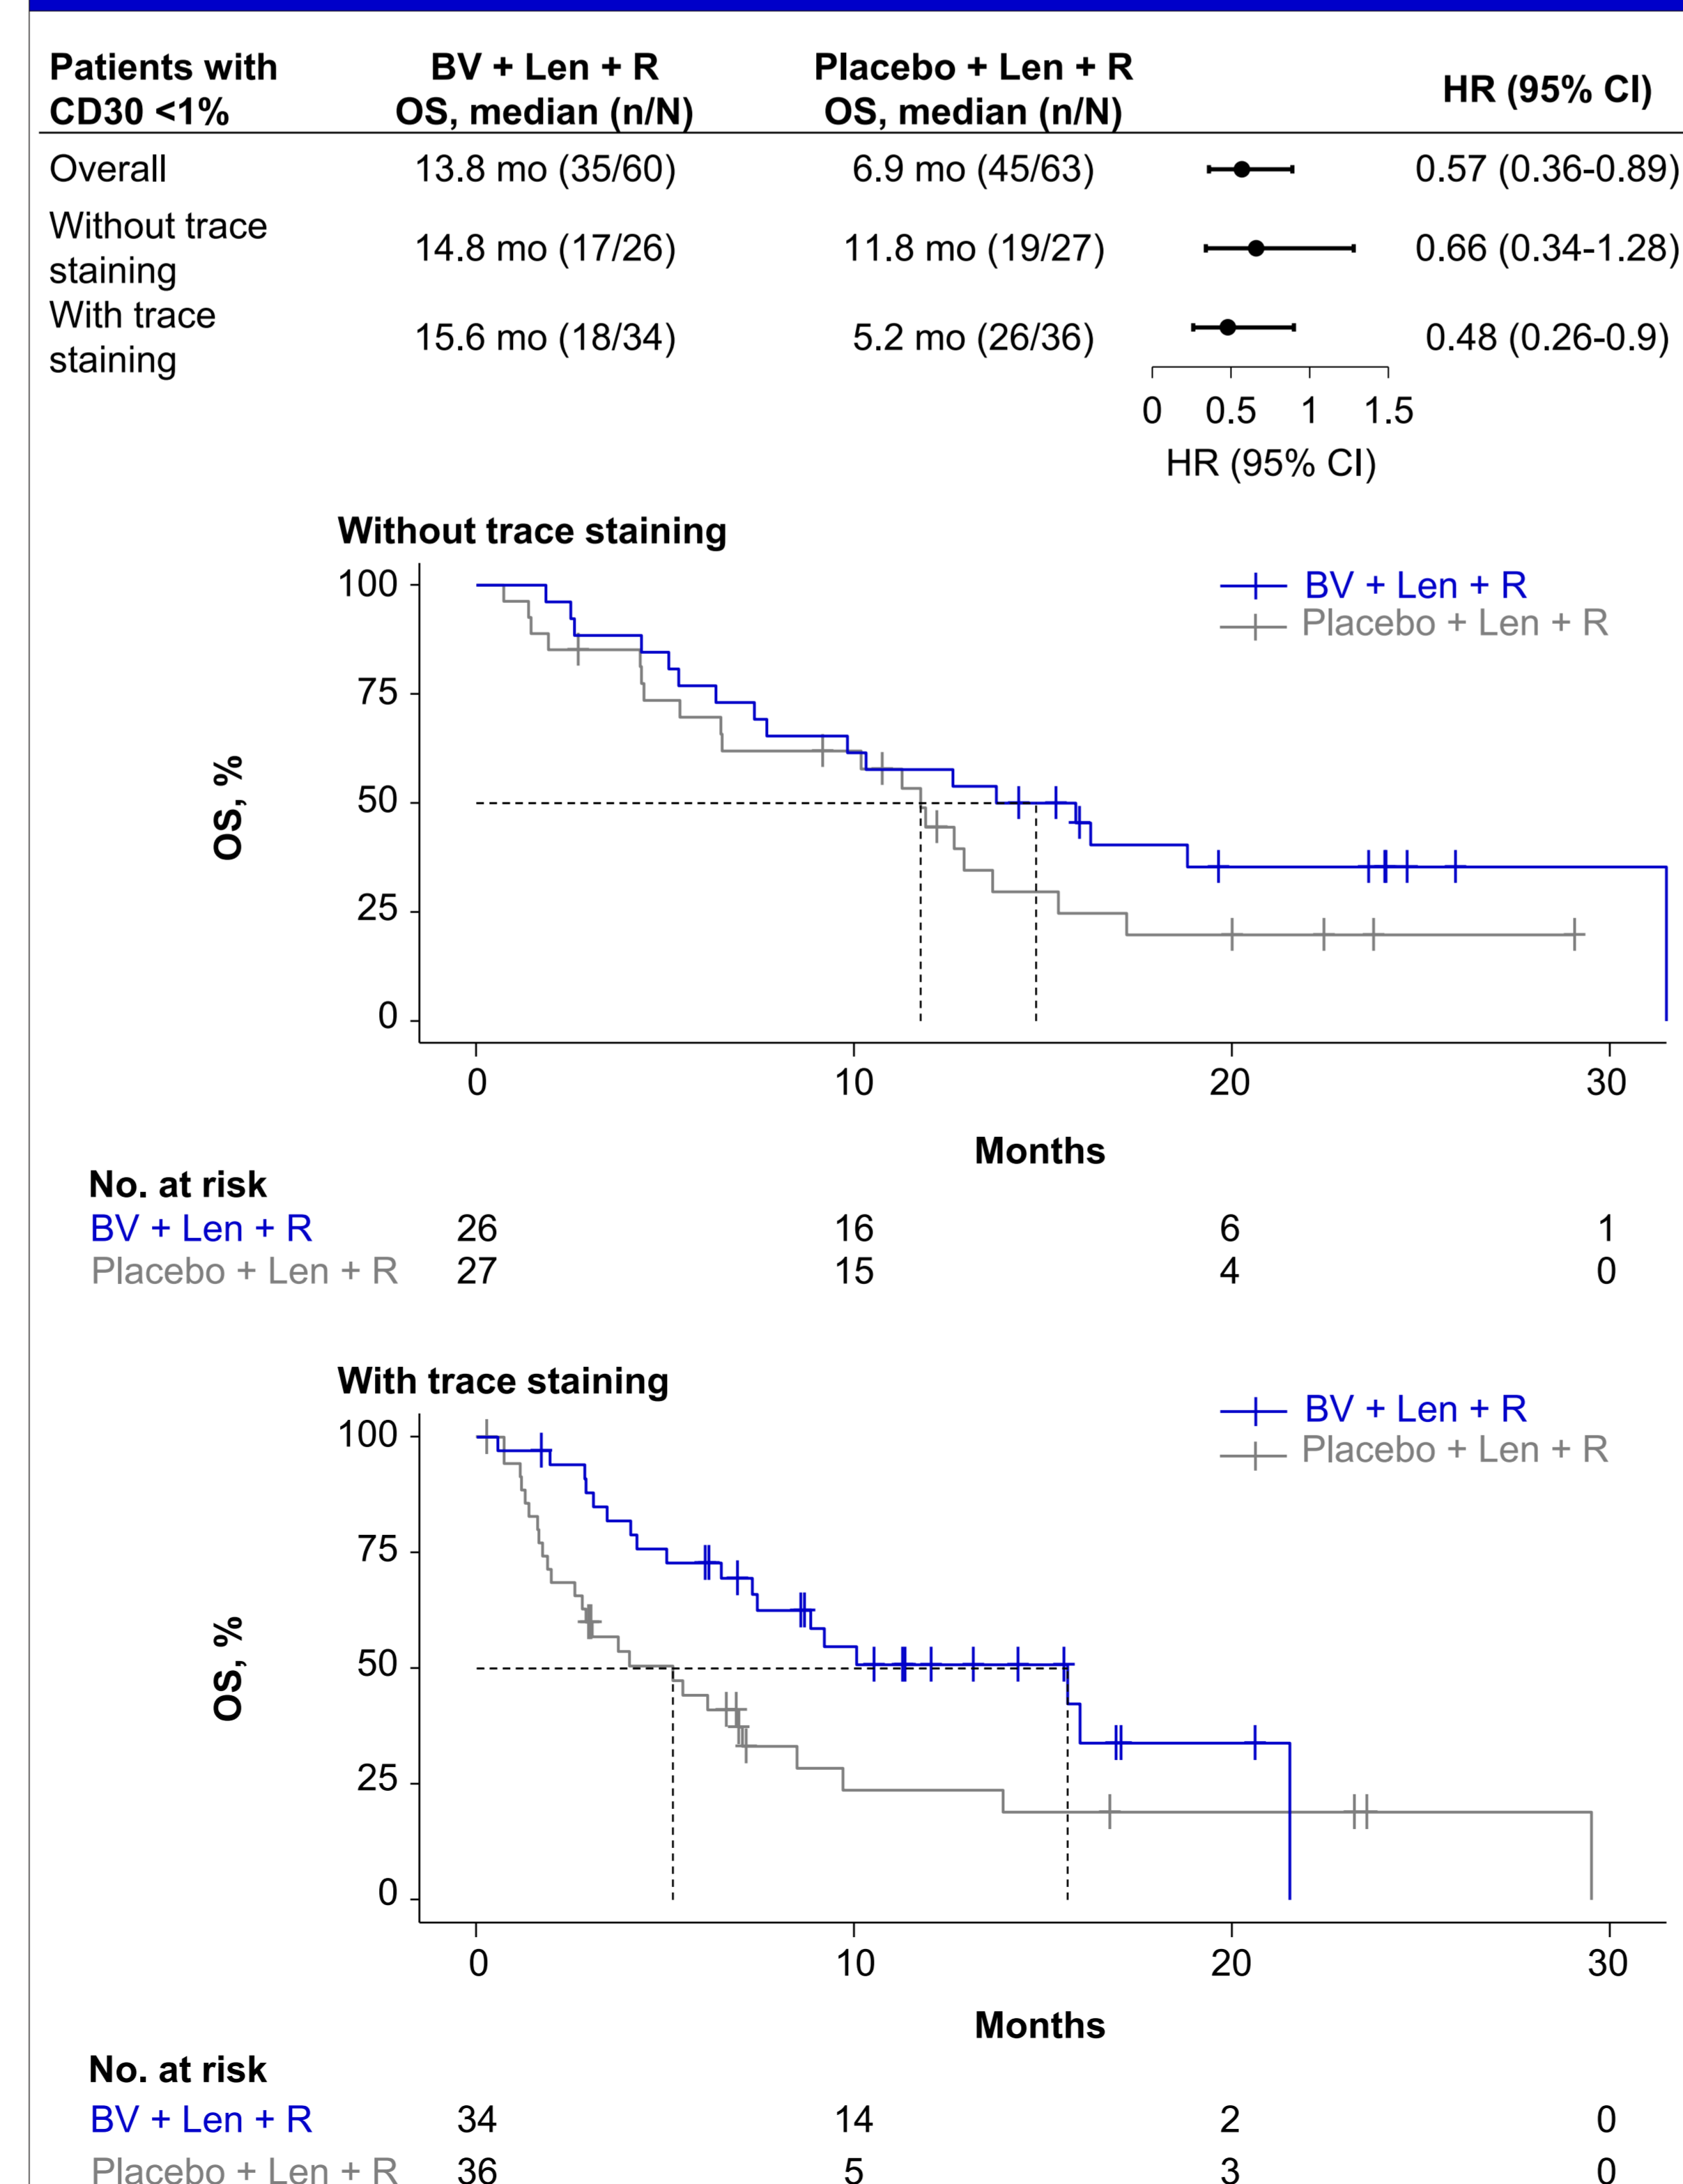 Patients with CD30 <1%
BV + Len + R OS, median (n/N)
Placebo + Len + R OS, median (n/N)
HR (95% CI)
Overall 13.8 mo (35/60) 6.9 mo (45/63) 0.57 (0.36-0.89)
Without trace staining 14.8 mo (17/26) 11.8 mo (19/27) 0.66 (0.34-1.28)
With trace staining 15.6 mo (18/34) 5.2 mo (26/36) 0.48 (0.26-0.9)
0 0.5 1 1.5
HR (95% CI)
Without trace staining
BV + Len + R
Placebo + Len + R
100
75
50
25
0
OS, %
0 10 20 30
Months
No. at risk
BV + Len + R 26 16 6 1
Placebo + Len + R 27 15 4 0
With trace staining
BV + Len + R
Placebo + Len + R
100
75
50
25
0
OS, %
0 10 20 30
Months
No. at risk
BV + Len + R 34 14 2 0
Placebo + Len + R 36 5 3 0